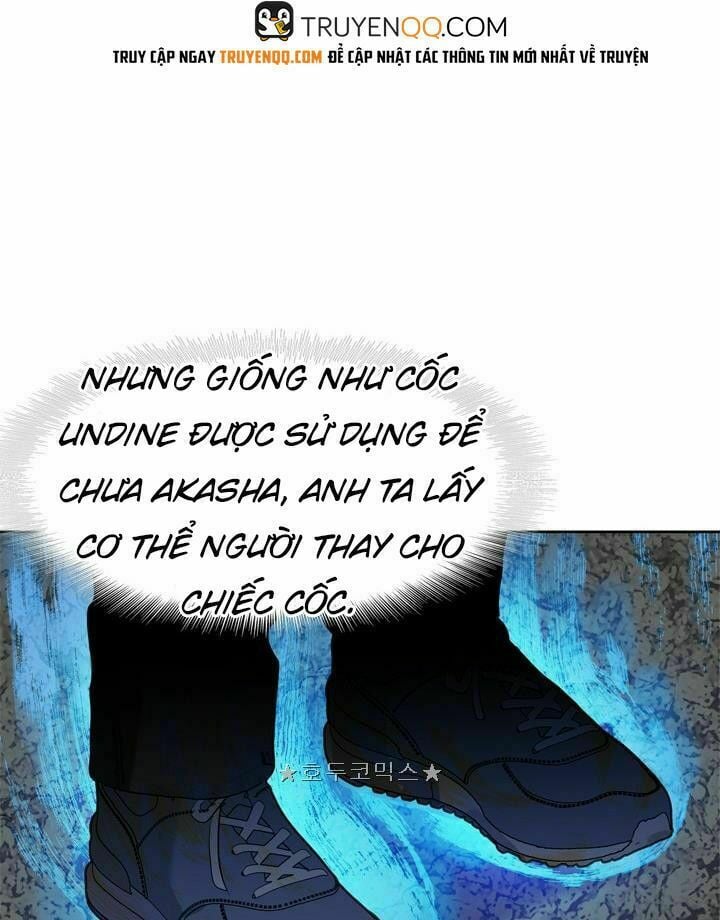 TRUYENQQ.COM
TRUY CẬP NGAY TRUYENQQ.COM ĐỂ CẬP NHẬT CÁC THÔNG TIN MỚI NHẤT VỀ TRUYỆN
NHƯNG GIỐNG NHƯ CỐC
UNDINE ĐƯỢC SỬ DỤNG ĐỂ
CHƯA AKASHA, ANH TA LẤY
CƠ THỂ NGƯỜI THAY CHO
CHIẾC CỐC.
★호두코믹스★